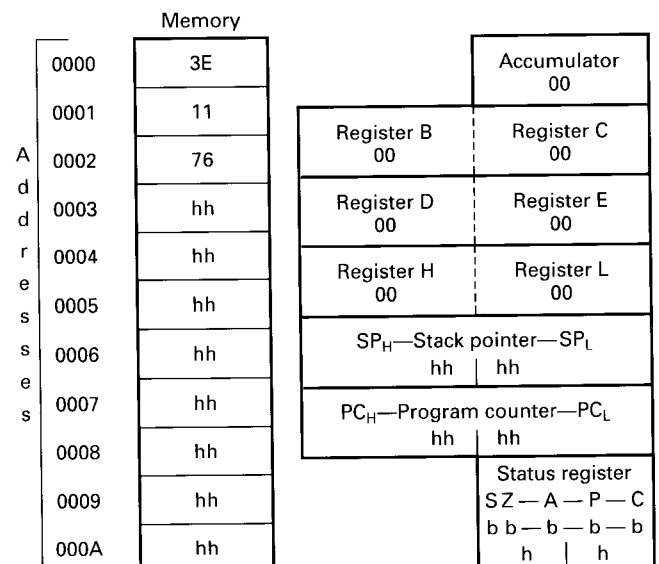 Memory
Addresses
0000 3E
0001 11
0002 76
0003 hh
0004 hh
0005 hh
0006 hh
0007 hh
0008 hh
0009 hh
000A hh
Accumulator
00
Register B
00
Register C
00
Register D
00
Register E
00
Register H
00
Register L
00
SPH—Stack pointer—SPL
hh hh
PCH—Program counter—PCL
hh hh
Status register
S Z — A — P — C
b b — b — b — b
h h